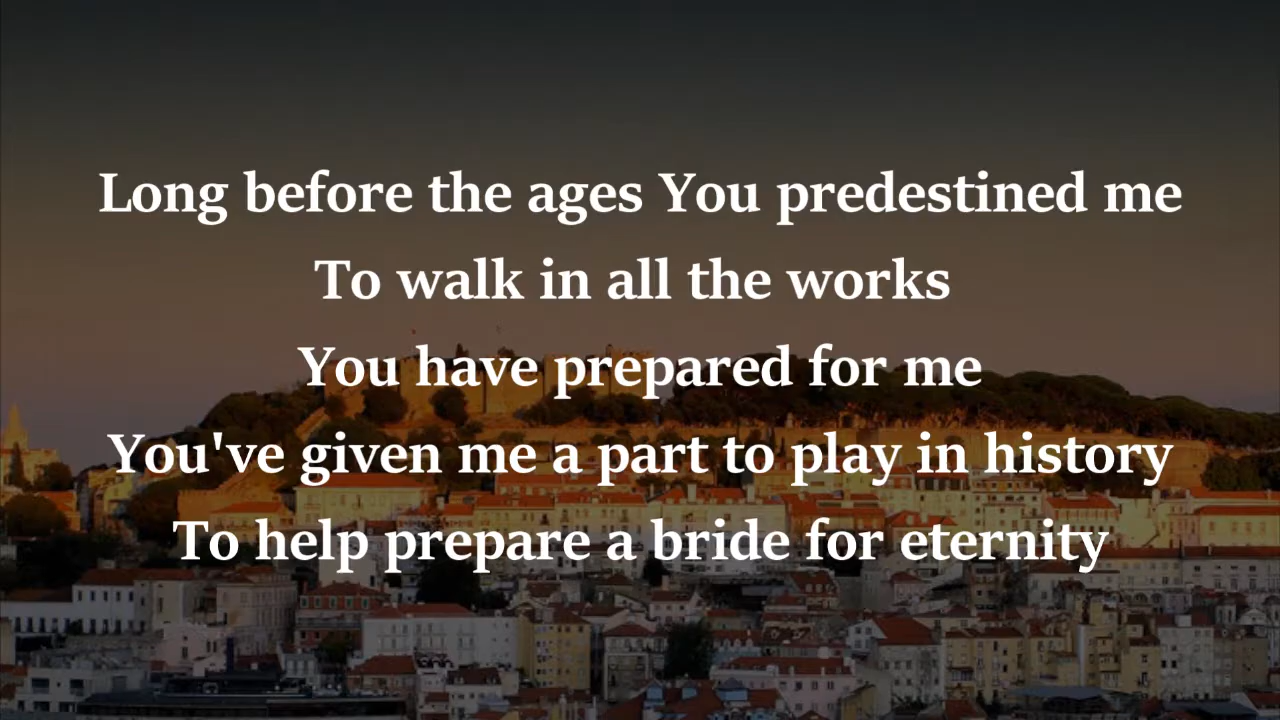 Long before the ages You predestined me
To walk in all the works
You have prepared for me
You've given me a part to play in history
To help prepare a bride for eternity